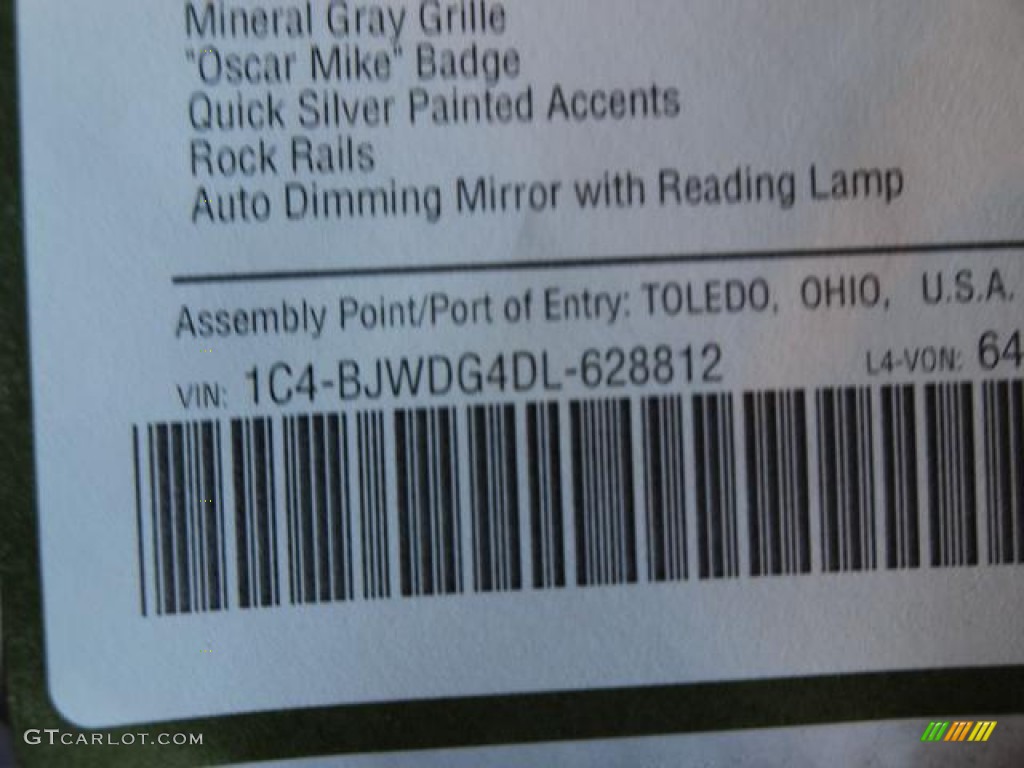 Mineral Gray Grille
"Oscar Mike" Badge
Quick Silver Painted Accents
Rock Rails
Auto Dimming Mirror with Reading Lamp
Assembly Point/Port of Entry: TOLEDO, OHIO, U.S.A.
VIN: 1C4-BJWDG4DL-628812 L4-VON: 64
GTCARLOT.COM